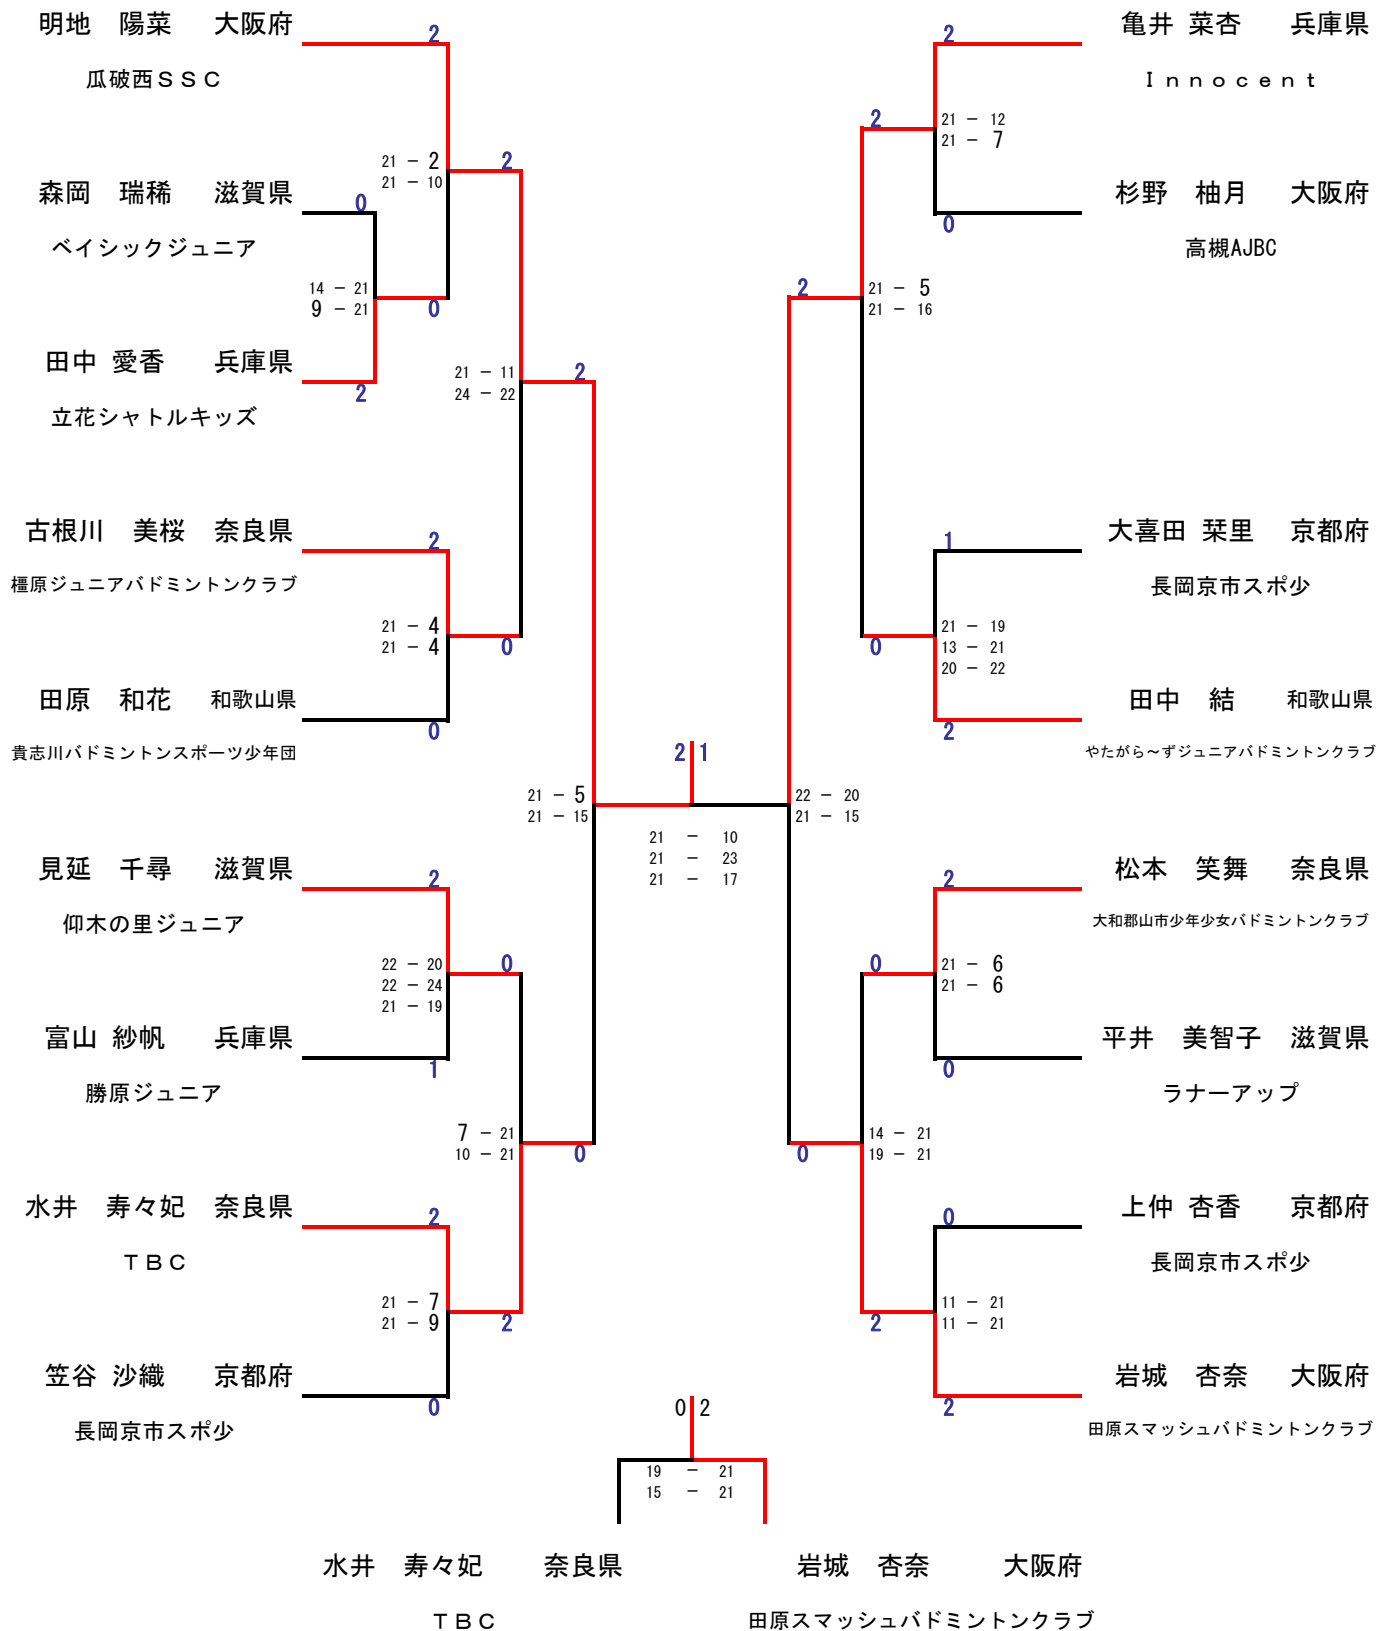 明地　陽菜　大阪府
瓜破西ＳＳＣ
2
森岡　瑞稀　滋賀県
ベイシックジュニア
0
21 － 2
21 － 10
2
14 － 21
9 － 21
0
田中 愛香　兵庫県
立花シャトルキッズ
2
21 － 11
24 － 22
2
古根川　美桜　奈良県
橿原ジュニアバドミントンクラブ
2
21 － 4
21 － 4
0
田原　和花　和歌山県
貴志川バドミントンスポーツ少年団
0
21 － 5
21 － 15
見延　千尋　滋賀県
仰木の里ジュニア
2
22 － 20
22 － 24
21 － 19
0
富山 紗帆　兵庫県
勝原ジュニア
1
7 － 21
10 － 21
0
水井　寿々妃　奈良県
ＴＢＣ
2
21 － 7
21 － 9
2
笠谷 沙織　京都府
長岡京市スポ少
0
2 1
21 － 10
21 － 23
21 － 17
亀井 菜杏　兵庫県
Ｉｎｎｏｃｅｎｔ
2
21 － 12
21 － 7
2
杉野　柚月　大阪府
高槻AJBC
0
21 － 5
21 － 16
2
大喜田 栞里　京都府
長岡京市スポ少
1
21 － 19
13 － 21
20 － 22
0
田中　結　和歌山県
やたがら～ずジュニアバドミントンクラブ
2
22 － 20
21 － 15
松本　笑舞　奈良県
大和郡山市少年少女バドミントンクラブ
2
21 － 6
21 － 6
0
平井　美智子　滋賀県
ラナーアップ
0
14 － 21
19 － 21
0
上仲 杏香　京都府
長岡京市スポ少
0
11 － 21
11 － 21
2
岩城　杏奈　大阪府
田原スマッシュバドミントンクラブ
2
0 2
19 － 21
15 － 21
水井　寿々妃　奈良県
ＴＢＣ
岩城　杏奈　大阪府
田原スマッシュバドミントンクラブ